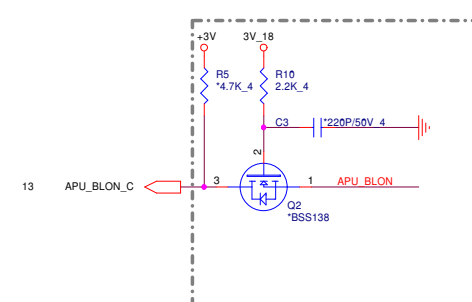 +3V 3V_18
R5 R10
*4.7K_4 2.2K_4
C3 *220P/50V_4
2
13 APU_BLON_C 3 1 APU_BLON
Q2
*BSS138